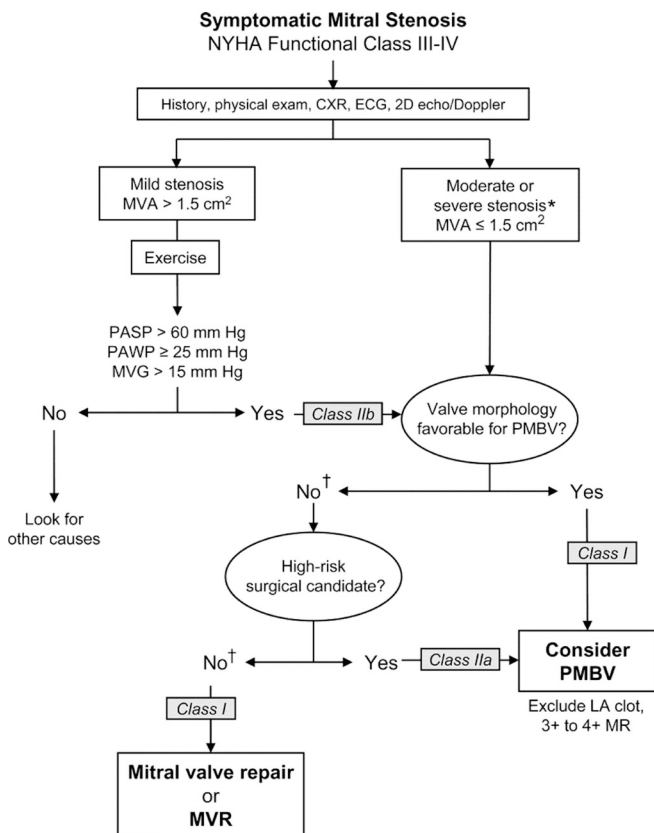 Symptomatic Mitral Stenosis
NYHA Functional Class III-IV
History, physical exam, CXR, ECG, 2D echo/Doppler
Mild stenosis
MVA > 1.5 cm²
Moderate or
severe stenosis*
MVA ≤ 1.5 cm²
Exercise
PASP > 60 mm Hg
PAWP ≥ 25 mm Hg
MVG > 15 mm Hg
No
Yes
Class IIb
Valve morphology
favorable for PMBV?
Look for
other causes
No†
Yes
Class I
High-risk
surgical candidate?
No†
Yes
Class IIa
Consider
PMBV
Exclude LA clot,
3+ to 4+ MR
Class I
Mitral valve repair
or
MVR